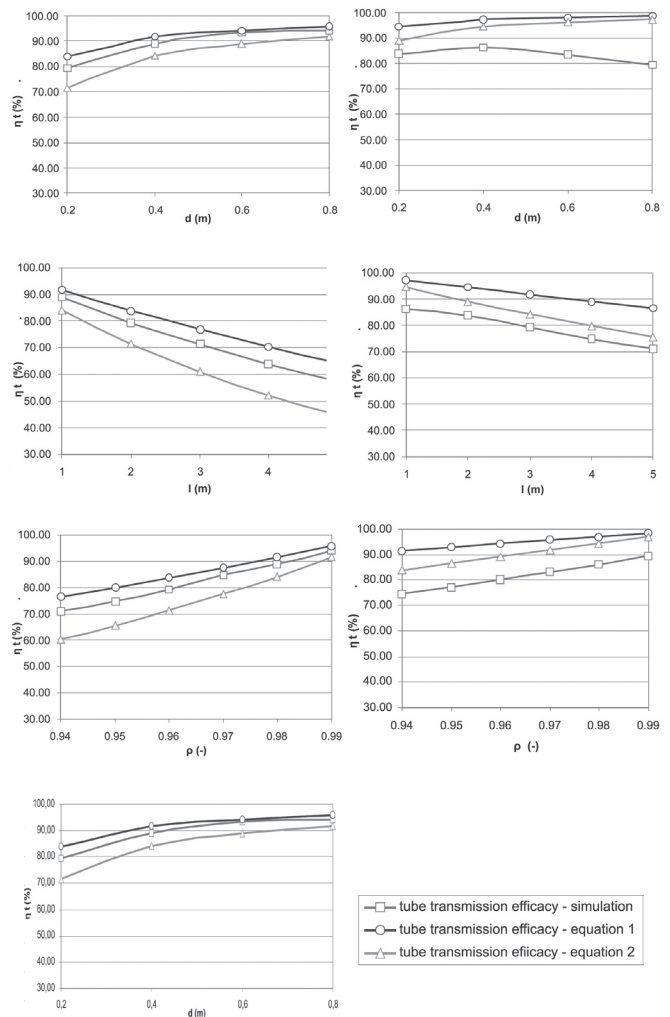 100.00
90.00
80.00
70.00
60.00
50.00
40.00
30.00
η t (%)
0.2 0.4 0.6 0.8
d (m)
100.00
90.00
80.00
70.00
60.00
50.00
40.00
30.00
η t (%)
0.2 0.4 0.6 0.8
d (m)
100.00
90.00
80.00
70.00
60.00
50.00
40.00
30.00
η t (%)
1 2 3 4
l (m)
100.00
90.00
80.00
70.00
60.00
50.00
40.00
30.00
η t (%)
1 2 3 4 5
l (m)
100.00
90.00
80.00
70.00
60.00
50.00
40.00
30.00
η t (%)
0.94 0.95 0.96 0.97 0.98 0.99
ρ (-)
100.00
90.00
80.00
70.00
60.00
50.00
40.00
30.00
η t (%)
0.94 0.95 0.96 0.97 0.98 0.99
ρ (-)
100,00
90,00
80,00
70,00
60,00
50,00
40,00
30,00
η t (%)
0,2 0,4 0,6 0,8
d (m)
tube transmission efficacy - simulation
tube transmission efficacy - equation 1
tube transmission efiicacy - equation 2